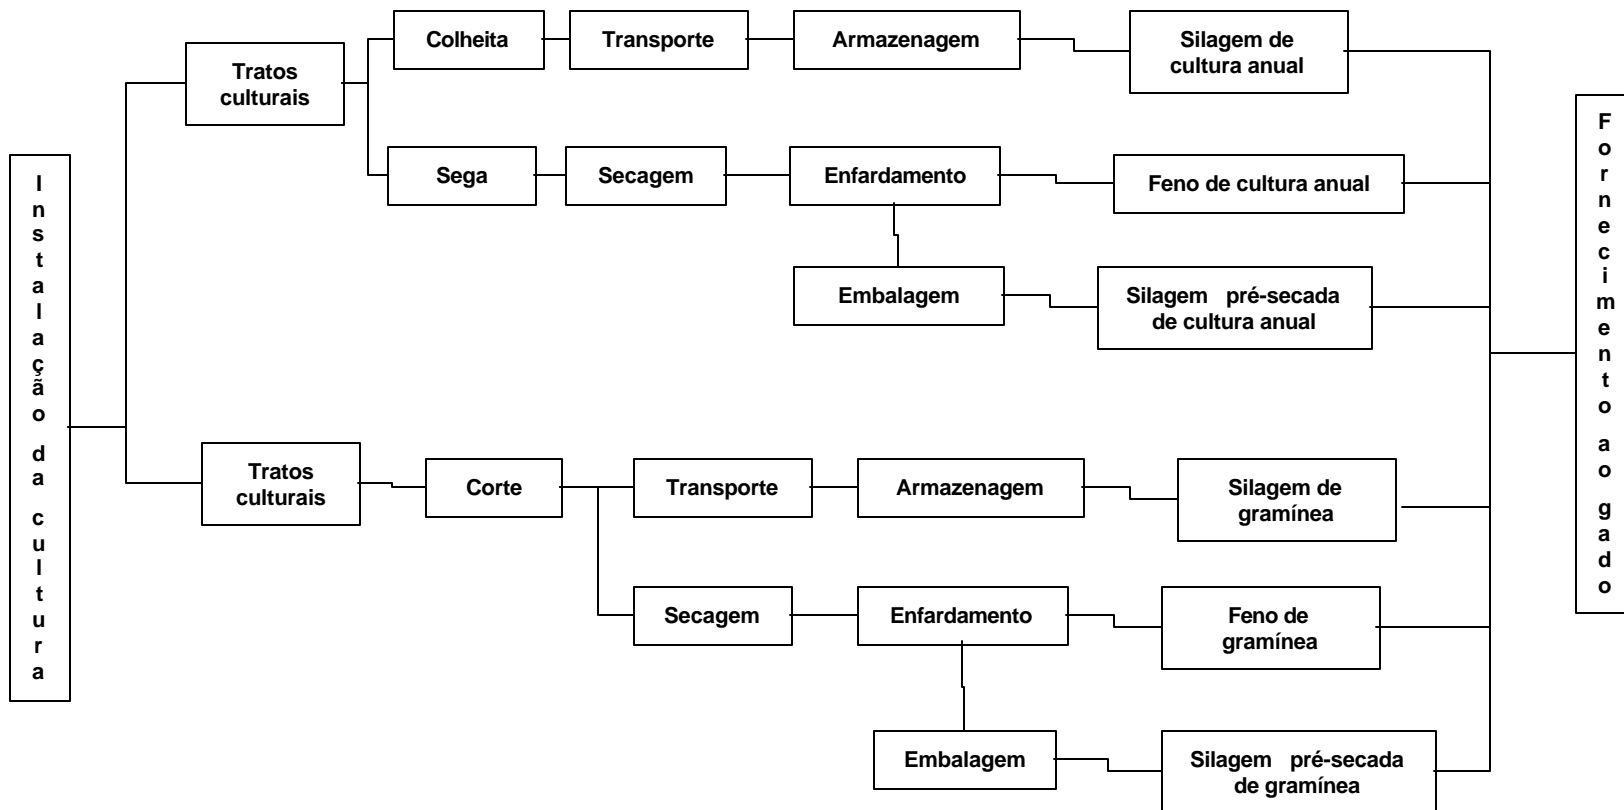 Instalação da cultura
Tratos
culturais
Colheita
Transporte
Armazenagem
Silagem de
cultura anual
Sega
Secagem
Enfardamento
Feno de cultura anual
Embalagem
Silagem pré-secada
de cultura anual
Tratos
culturais
Corte
Transporte
Armazenagem
Silagem de
gramínea
Secagem
Enfardamento
Feno de
gramínea
Embalagem
Silagem pré-secada
de gramínea
Fornecimento ao gado